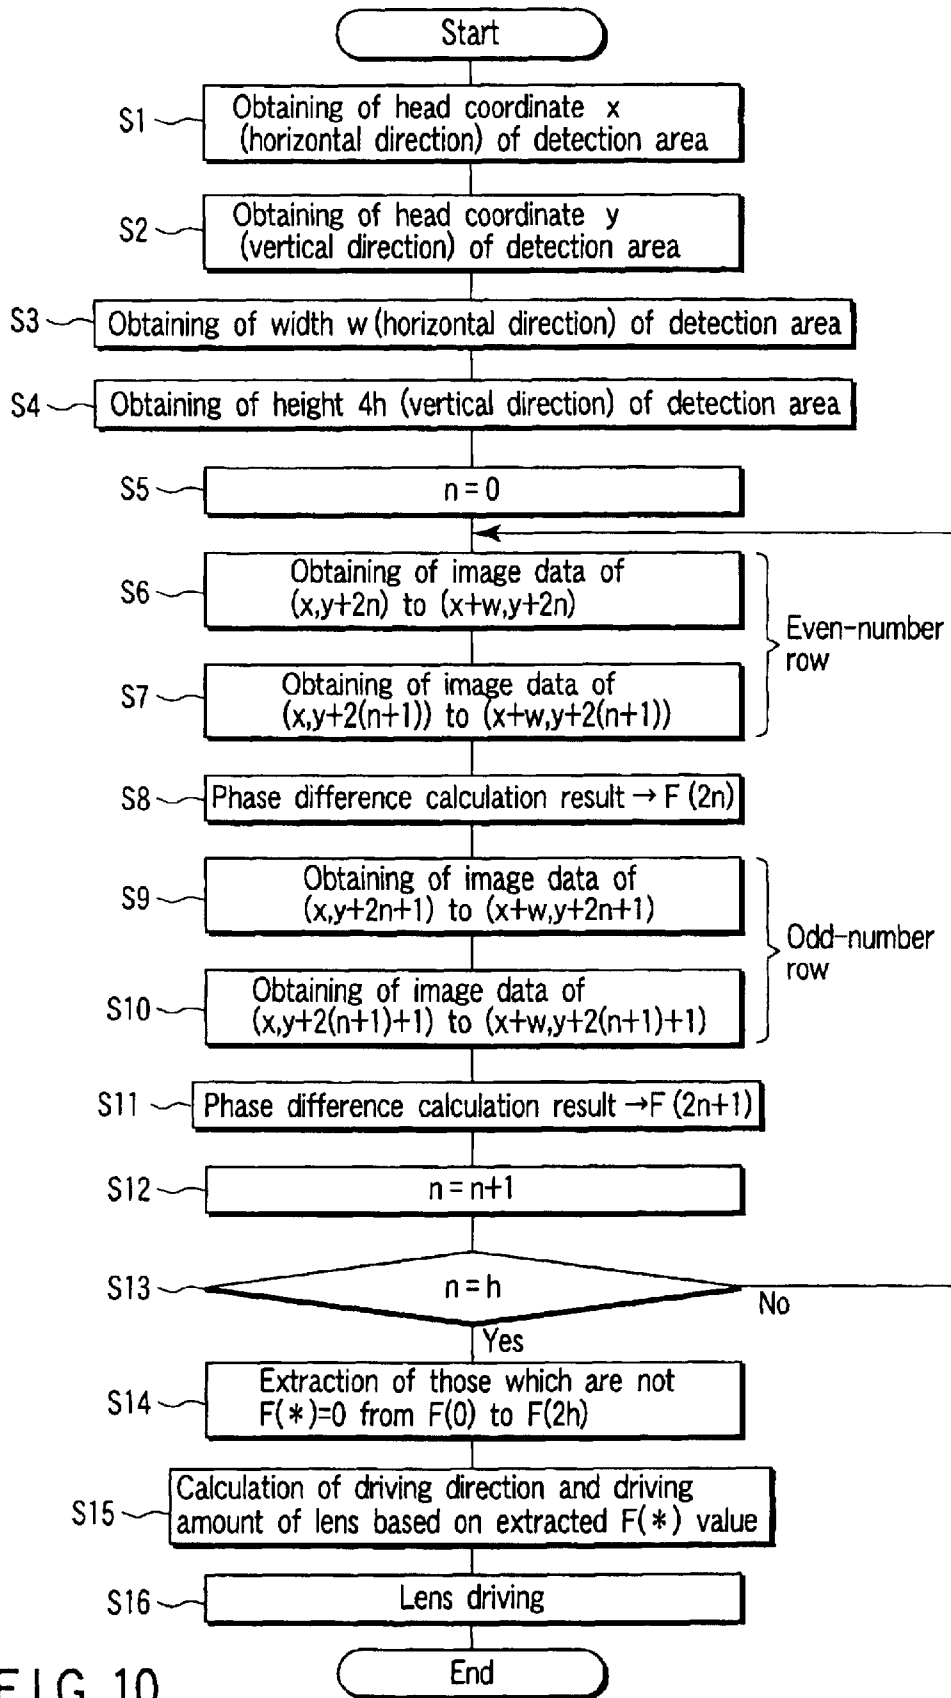 Start
S1
Obtaining of head coordinate x
(horizontal direction) of detection area
S2
Obtaining of head coordinate y
(vertical direction) of detection area
S3
Obtaining of width w (horizontal direction) of detection area
S4
Obtaining of height 4h (vertical direction) of detection area
S5
n=0
S6
Obtaining of image data of
(x,y+2n) to (x+w,y+2n)
Even-number
row
S7
Obtaining of image data of
(x,y+2(n+1)) to (x+w,y+2(n+1))
S8
Phase difference calculation result → F(2n)
S9
Obtaining of image data of
(x,y+2n+1) to (x+w,y+2n+1)
Odd-number
row
S10
Obtaining of image data of
(x,y+2(n+1)+1) to (x+w,y+2(n+1)+1)
S11
Phase difference calculation result →F(2n+1)
S12
n=n+1
S13
n=h
No
Yes
S14
Extraction of those which are not
F(*)=0 from F(0) to F(2h)
S15
Calculation of driving direction and driving
amount of lens based on extracted F(*) value
S16
Lens driving
End
FIG. 10